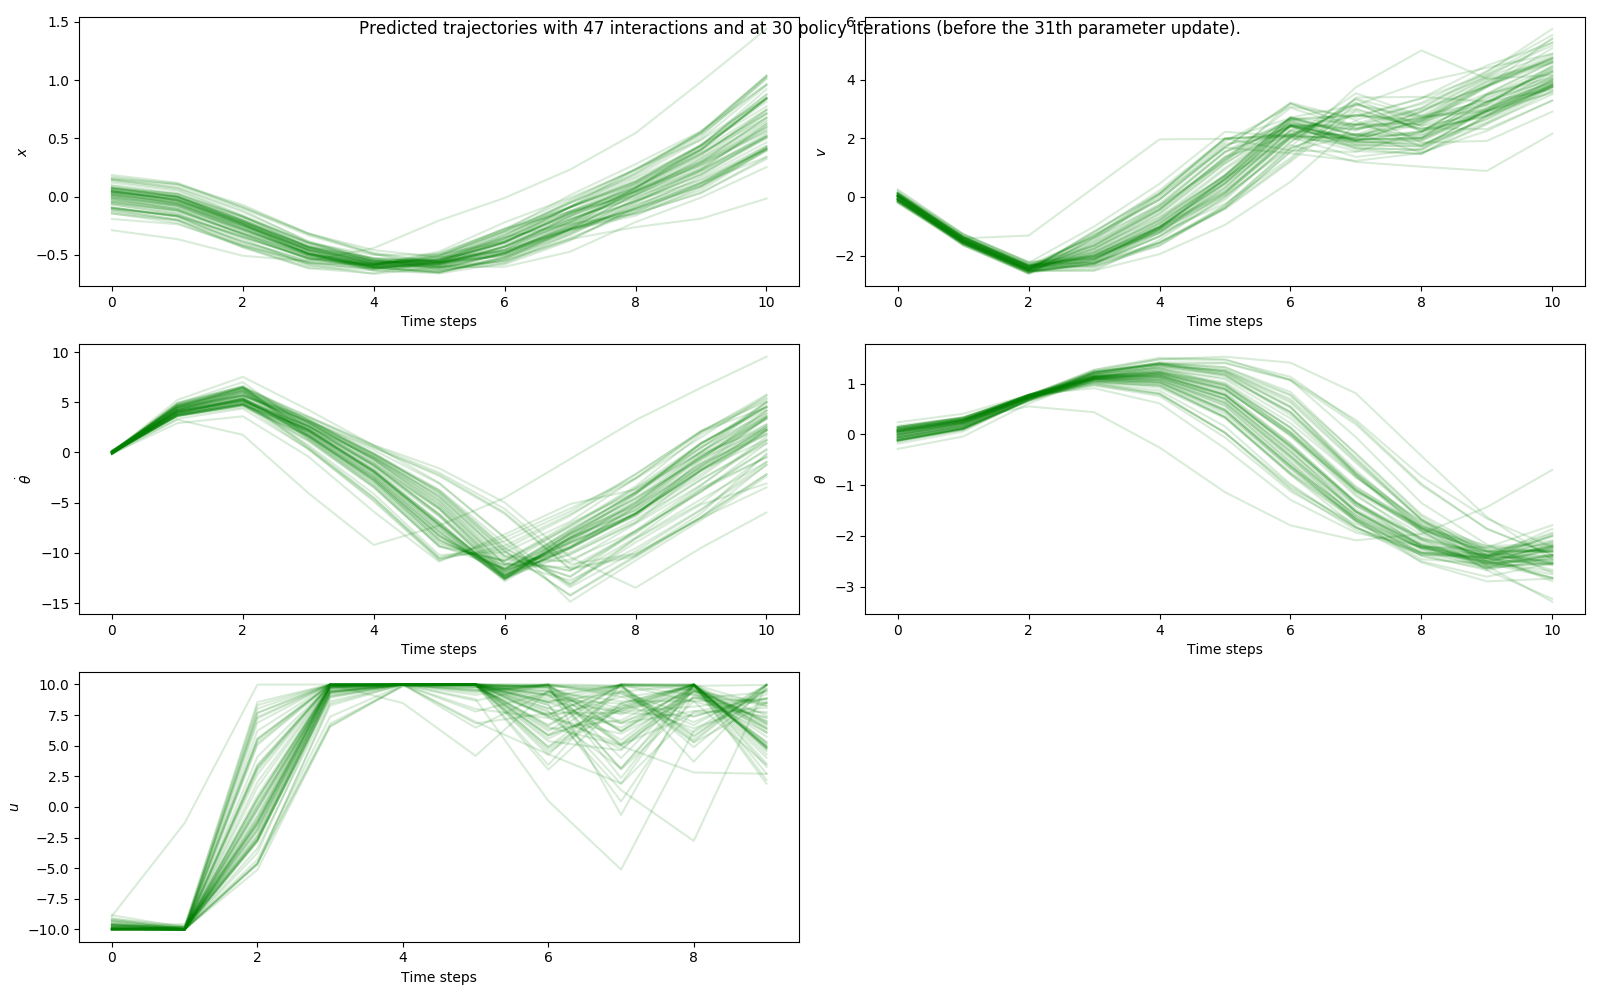 Predicted trajectories with 47 interactions and at 30 policy iterations (before the 31th parameter update).
1.5
1.0
0.5
0.0
−0.5
x
0 2 4 6 8 10
Time steps
6
4
2
0
−2
v
0 2 4 6 8 10
Time steps
10
5
0
−5
−10
−15
θ̇
0 2 4 6 8 10
Time steps
1
0
−1
−2
−3
θ
0 2 4 6 8 10
Time steps
10.0
7.5
5.0
2.5
0.0
−2.5
−5.0
−7.5
−10.0
u
0 2 4 6 8
Time steps